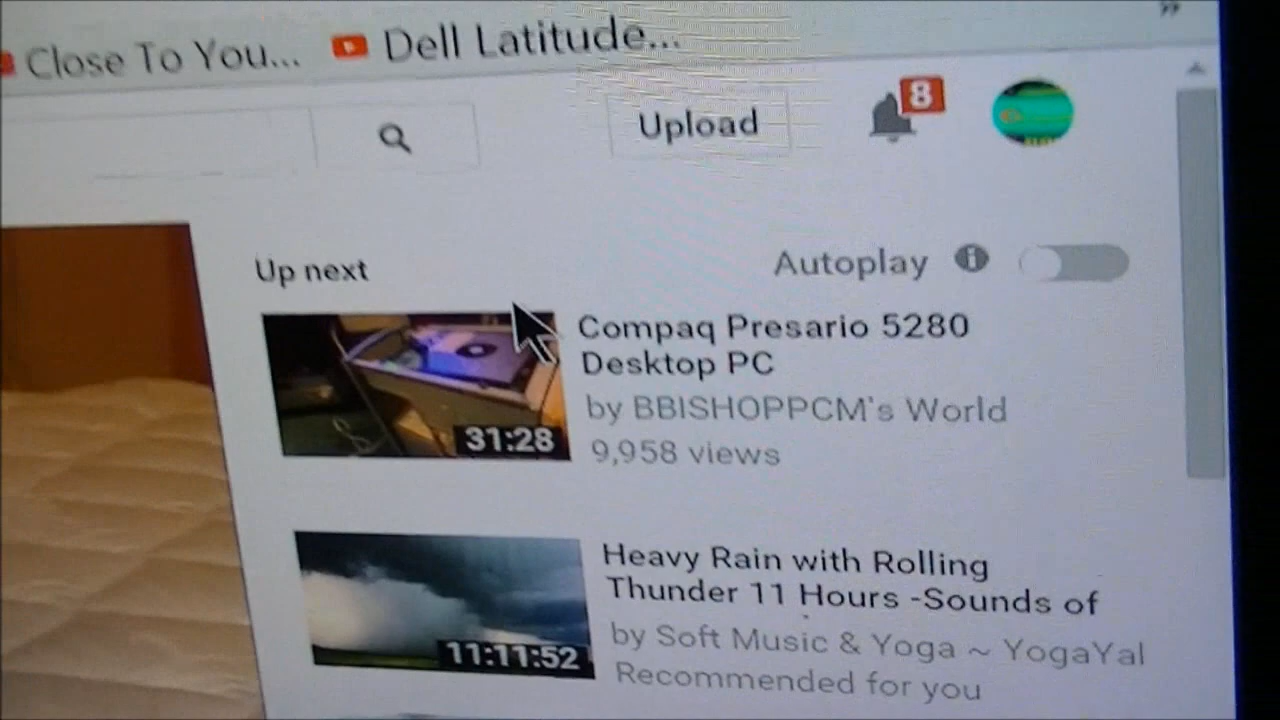 Close To You... Dell Latitude...
»
Upload
8
Up next
Autoplay
Compaq Presario 5280
Desktop PC
by BBISHOPPCM's World
9,958 views
31:28
Heavy Rain with Rolling
Thunder 11 Hours -Sounds of
by Soft Music & Yoga ~ YogaYal
Recommended for you
11:11:52